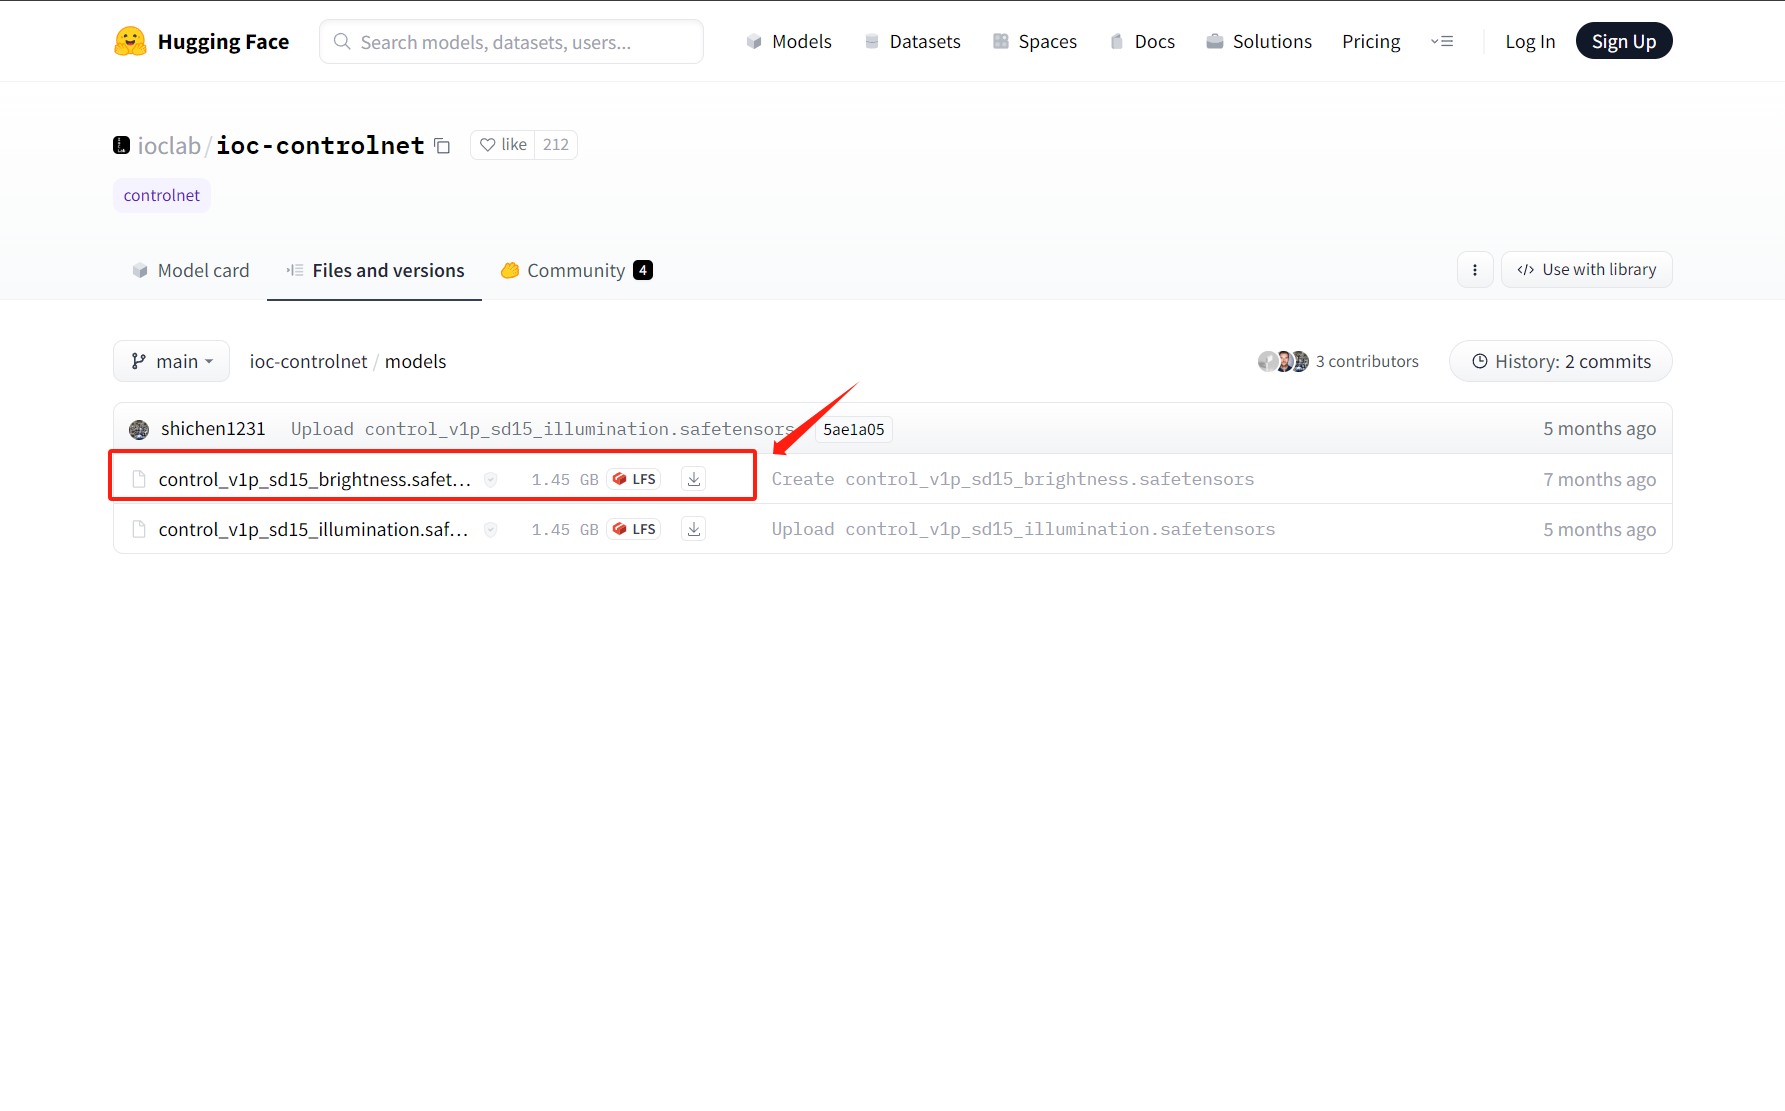 Hugging Face Search models, datasets, users... Models Datasets Spaces Docs Solutions Pricing Log In Sign Up
ioclab/ioc-controlnet like 212
controlnet
Model card Files and versions Community 4 Use with library
main ioc-controlnet / models 3 contributors History: 2 commits
shichen1231 Upload control_v1p_sd15_illumination.safetensors 5ae1a05 5 months ago
control_v1p_sd15_brightness.safet... 1.45 GB LFS Create control_v1p_sd15_brightness.safetensors 7 months ago
control_v1p_sd15_illumination.saf... 1.45 GB LFS Upload control_v1p_sd15_illumination.safetensors 5 months ago